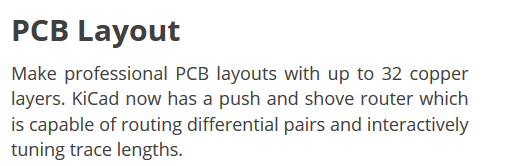 PCB Layout
Make professional PCB layouts with up to 32 copper
layers. KiCad now has a push and shove router which
is capable of routing differential pairs and interactively
tuning trace lengths.